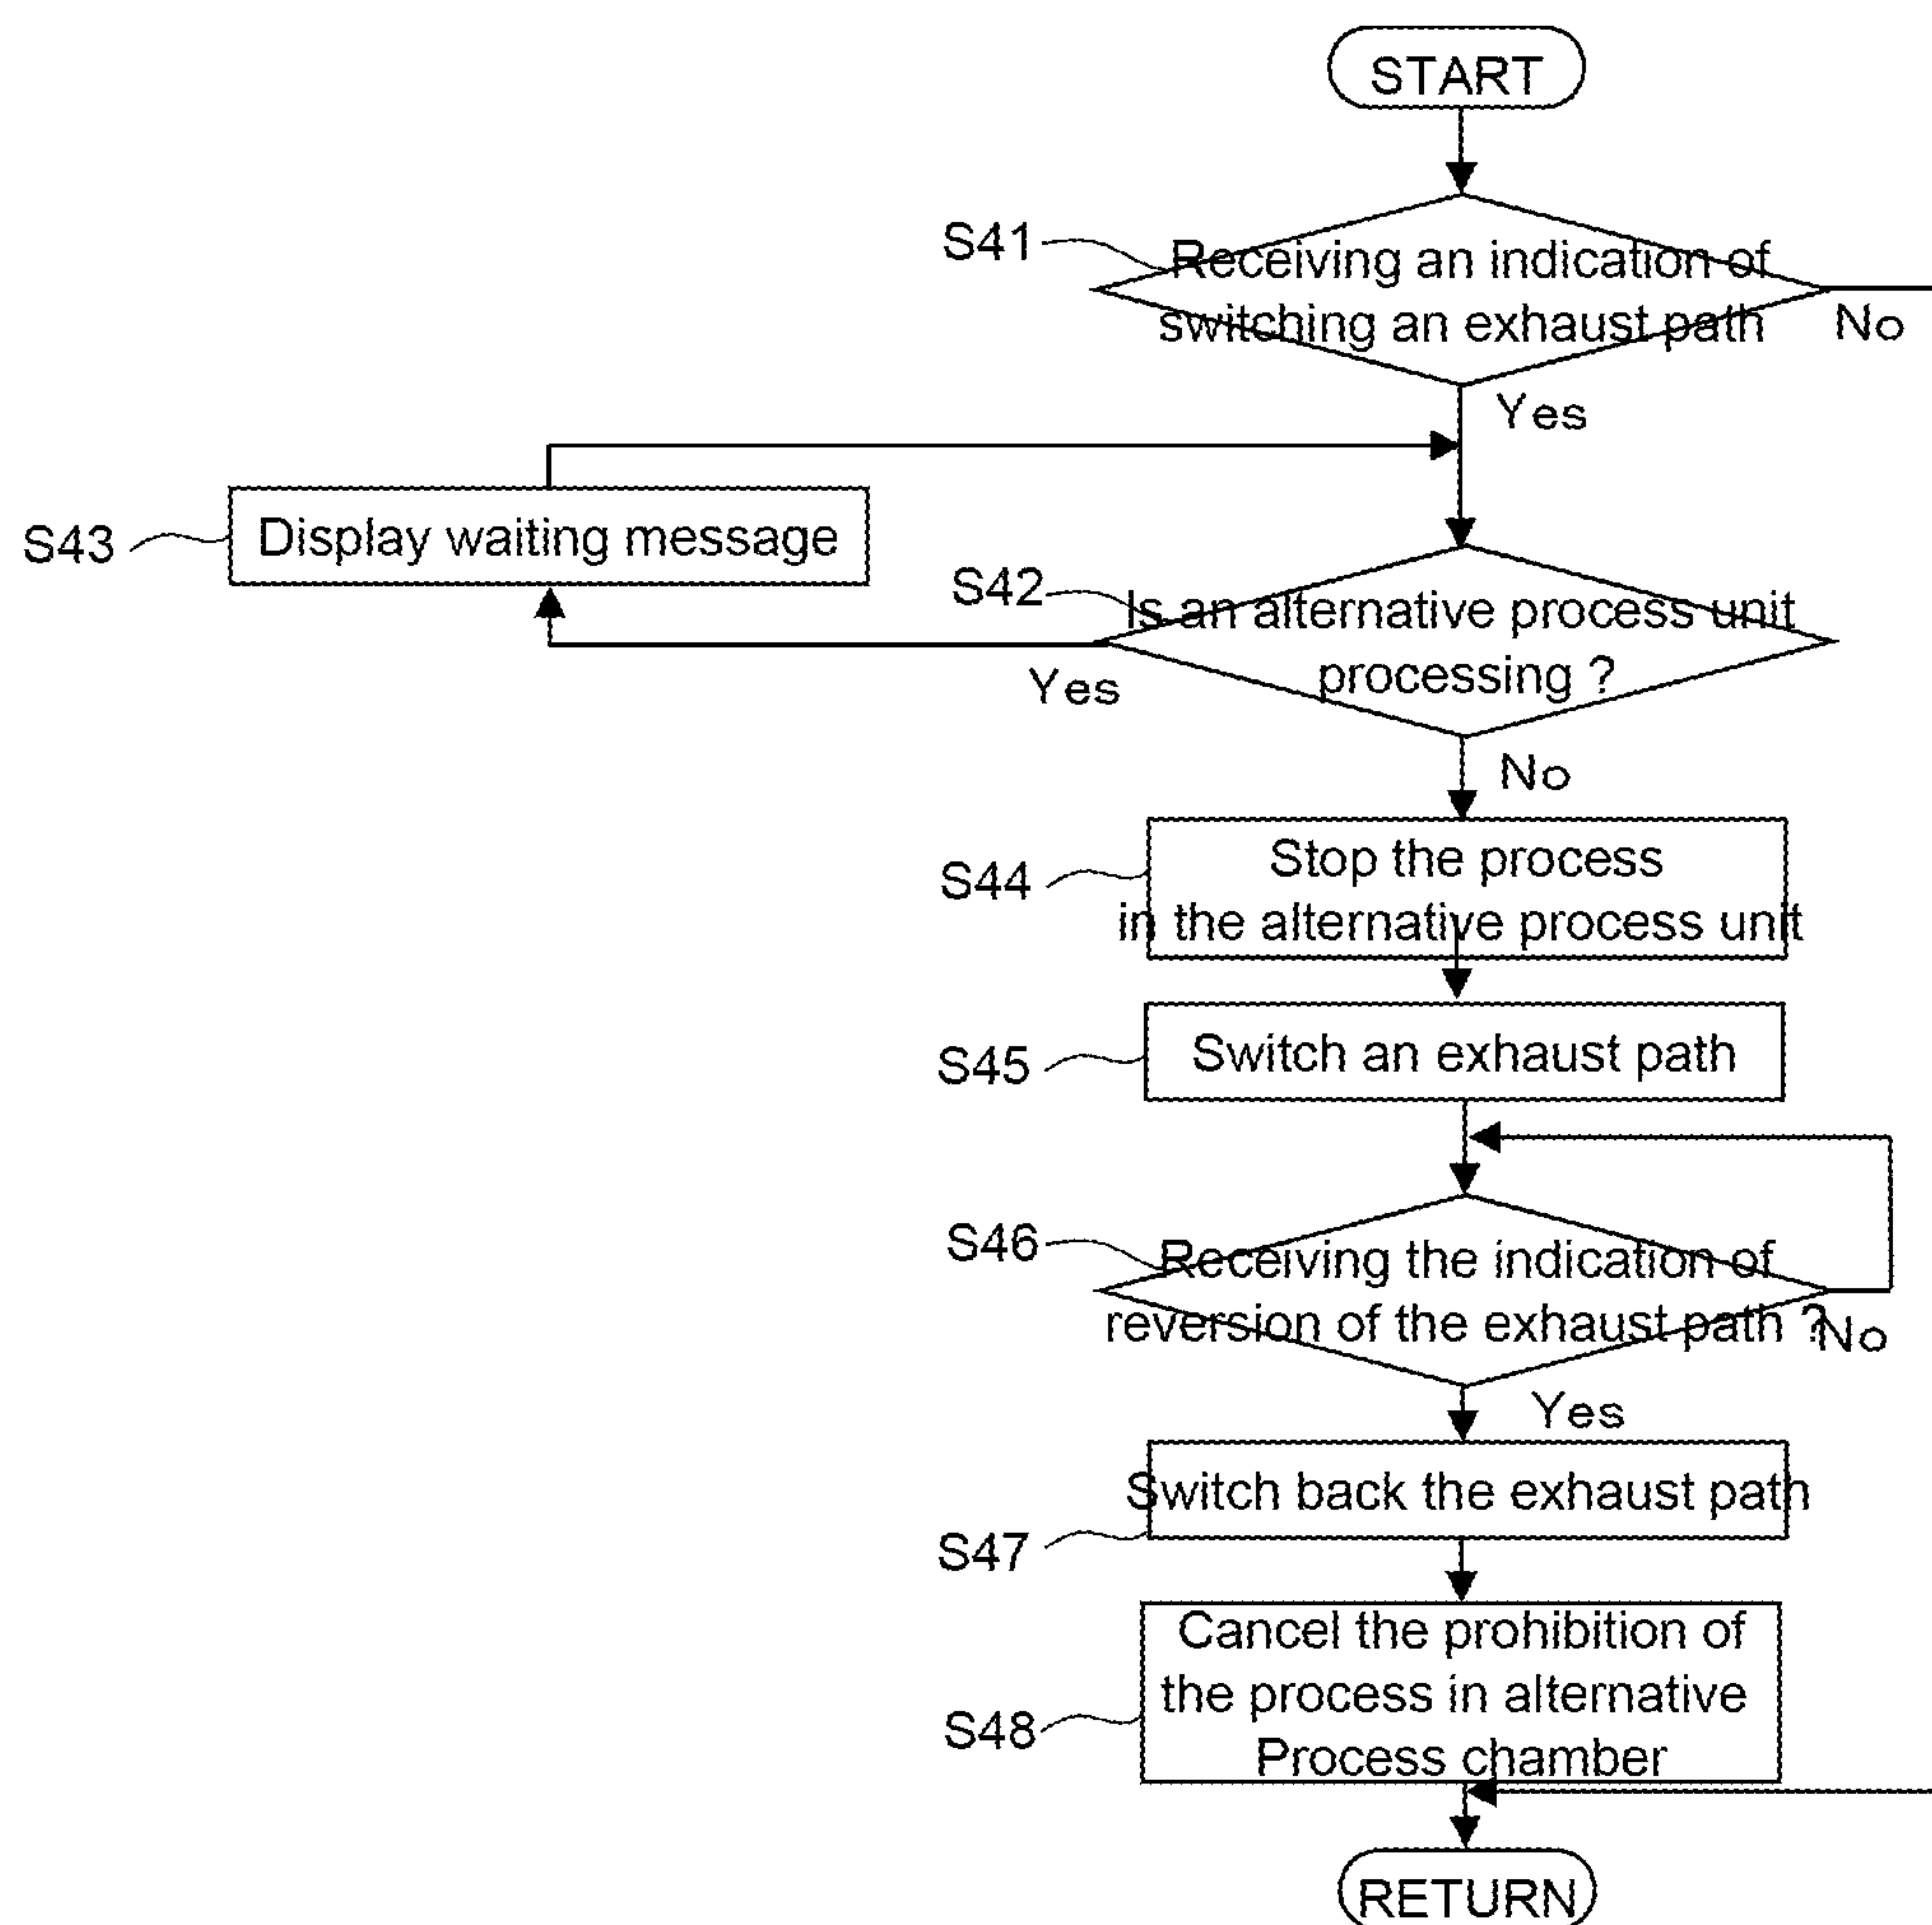 START
S41
Receiving an indication of
switching an exhaust path
No
Yes
S43
Display waiting message
S42
Is an alternative process unit
processing ?
Yes
No
S44
Stop the process
in the alternative process unit
S45
Switch an exhaust path
S46
Receiving the indication of
reversion of the exhaust path ?
No
Yes
Switch back the exhaust path
S47
Cancel the prohibition of
the process in alternative
Process chamber
S48
RETURN